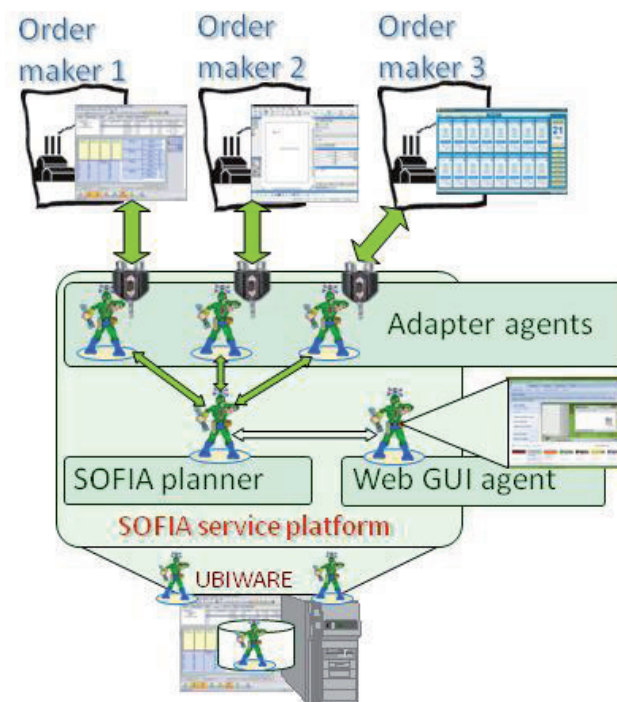 Order
maker 1
Order
maker 2
Order
maker 3
Adapter agents
SOFIA planner
Web GUI agent
SOFIA service platform
UBIWARE